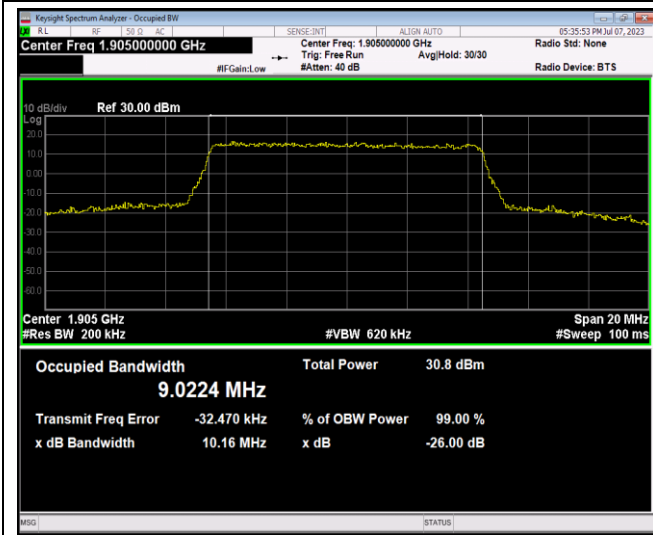 Keysight Spectrum Analyzer - Occupied BW
RL RF 50 Ω AC SENSE:INT ALIGN AUTO 05:35:53 PM Jul 07, 2023
Center Freq 1.905000000 GHz Center Freq: 1.905000000 GHz Radio Std: None
Trig: Free Run Avg|Hold: 30/30
#IFGain:Low #Atten: 40 dB Radio Device: BTS
10 dB/div Ref 30.00 dBm
Log
20.0
10.0
0.00
-10.0
-20.0
-30.0
-40.0
-50.0
-60.0
Center 1.905 GHz Span 20 MHz
#Res BW 200 kHz #VBW 620 kHz #Sweep 100 ms
Occupied Bandwidth Total Power 30.8 dBm
9.0224 MHz
Transmit Freq Error -32.470 kHz % of OBW Power 99.00 %
x dB Bandwidth 10.16 MHz x dB -26.00 dB
MSG STATUS